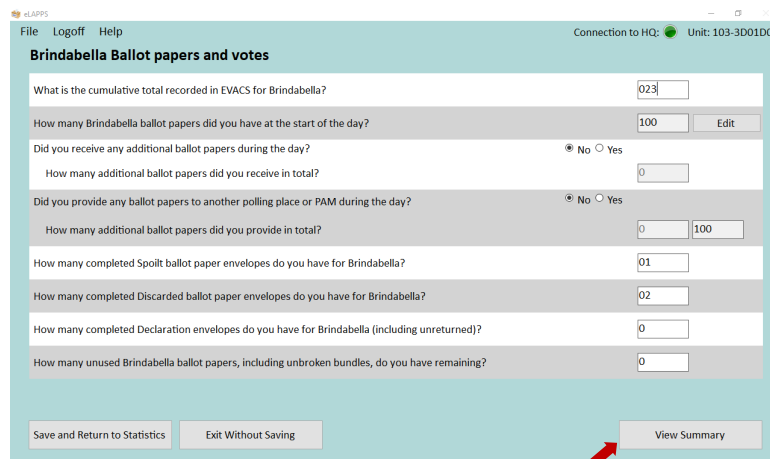 eLAPPS
File Logoff Help Connection to HQ: Unit: 103-3D01D0
Brindabella Ballot papers and votes
What is the cumulative total recorded in EVACS for Brindabella? 023
How many Brindabella ballot papers did you have at the start of the day? 100 Edit
Did you receive any additional ballot papers during the day? No Yes
How many additional ballot papers did you receive in total? 0
Did you provide any ballot papers to another polling place or PAM during the day? No Yes
How many additional ballot papers did you provide in total? 0 100
How many completed Spoilt ballot paper envelopes do you have for Brindabella? 01
How many completed Discarded ballot paper envelopes do you have for Brindabella? 02
How many completed Declaration envelopes do you have for Brindabella (including unreturned)? 0
How many unused Brindabella ballot papers, including unbroken bundles, do you have remaining? 0
Save and Return to Statistics Exit Without Saving View Summary